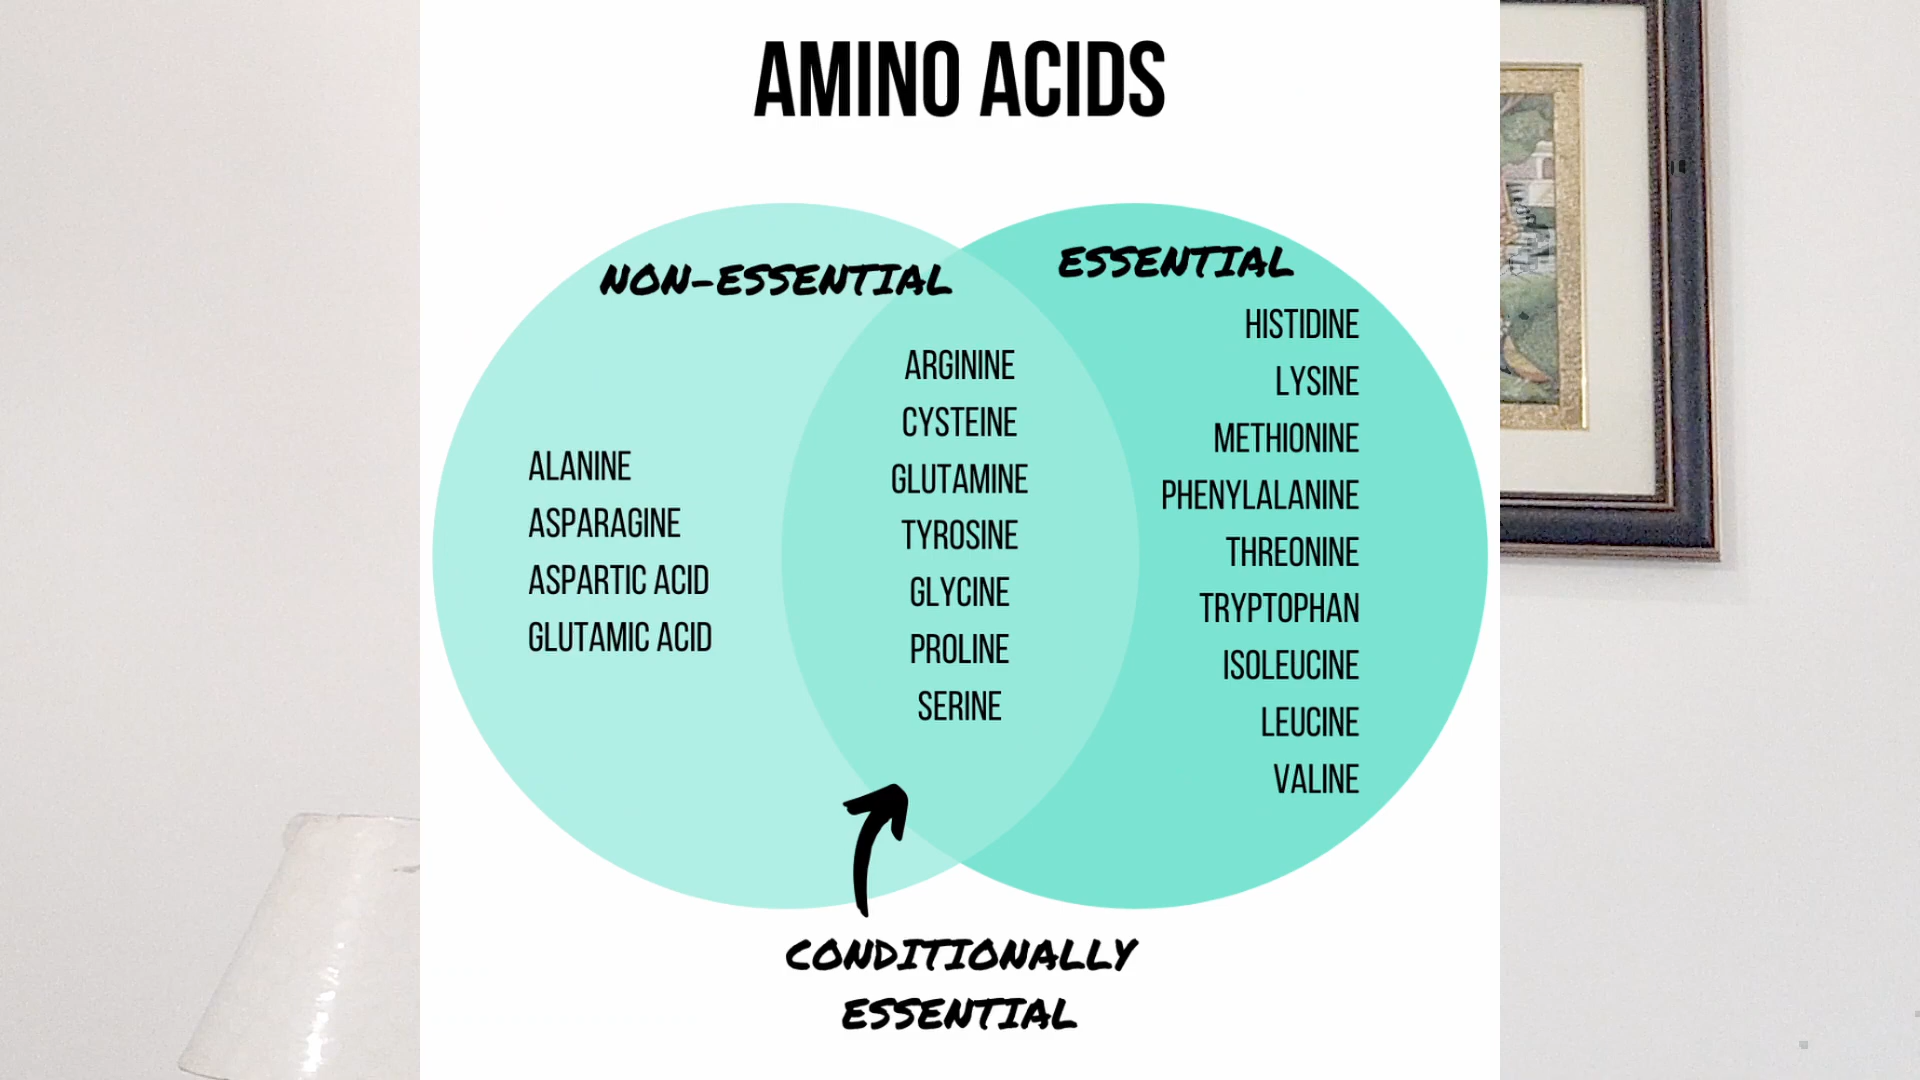 AMINO ACIDS
NON-ESSENTIAL
ALANINE
ASPARAGINE
ASPARTIC ACID
GLUTAMIC ACID
ARGININE
CYSTEINE
GLUTAMINE
TYROSINE
GLYCINE
PROLINE
SERINE
ESSENTIAL
HISTIDINE
LYSINE
METHIONINE
PHENYLALANINE
THREONINE
TRYPTOPHAN
ISOLEUCINE
LEUCINE
VALINE
CONDITIONALLY
ESSENTIAL